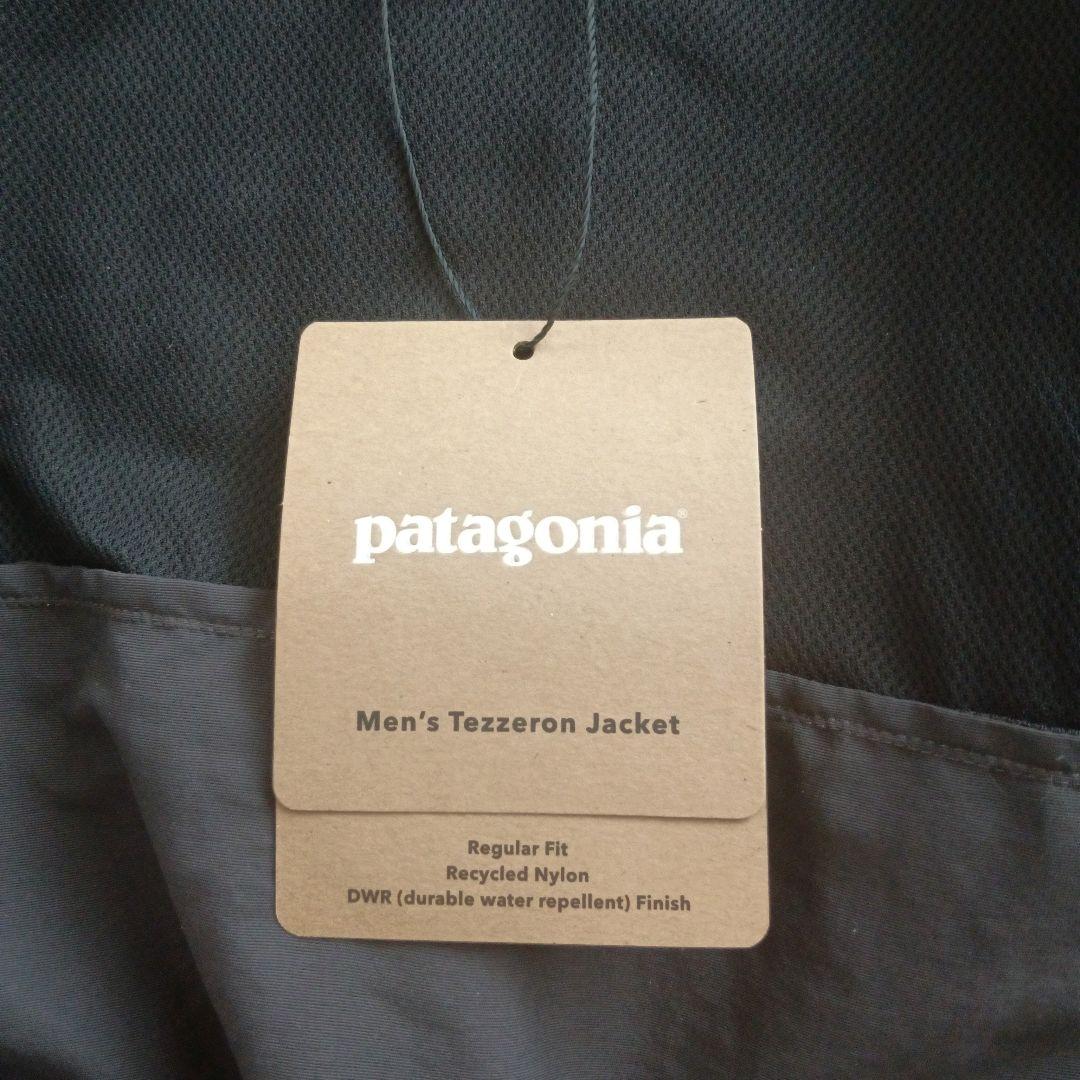 patagonia®
Men's Tezzeron Jacket
Regular Fit
Recycled Nylon
DWR (durable water repellent) Finish